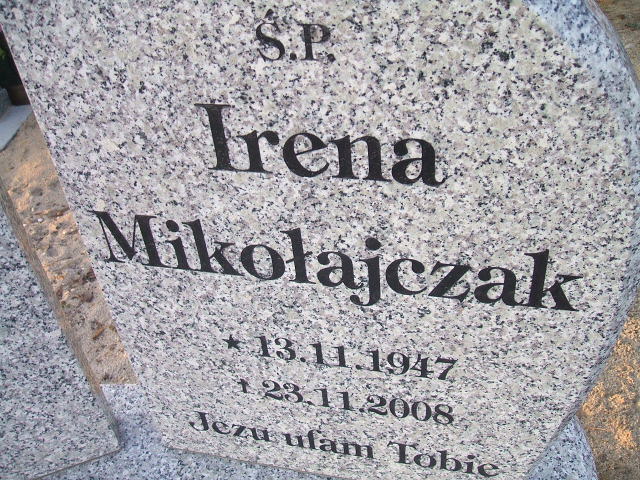 Ś.P.
Irena
Mikołajczak
★ 13.11.1947
† 23.11.2008
Jezu ufam Tobie